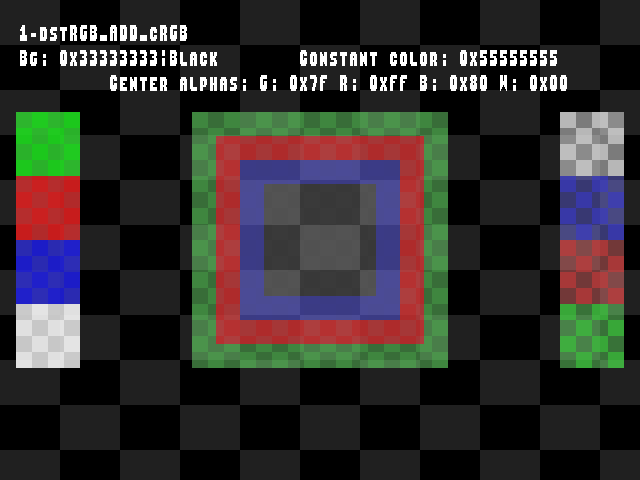 1-dstRGB_ADD_cRGB
Bg: 0x33333333¦Black Constant color: 0x55555555
Center alphas: G: 0x7F R: 0xFF B: 0x80 W: 0x00